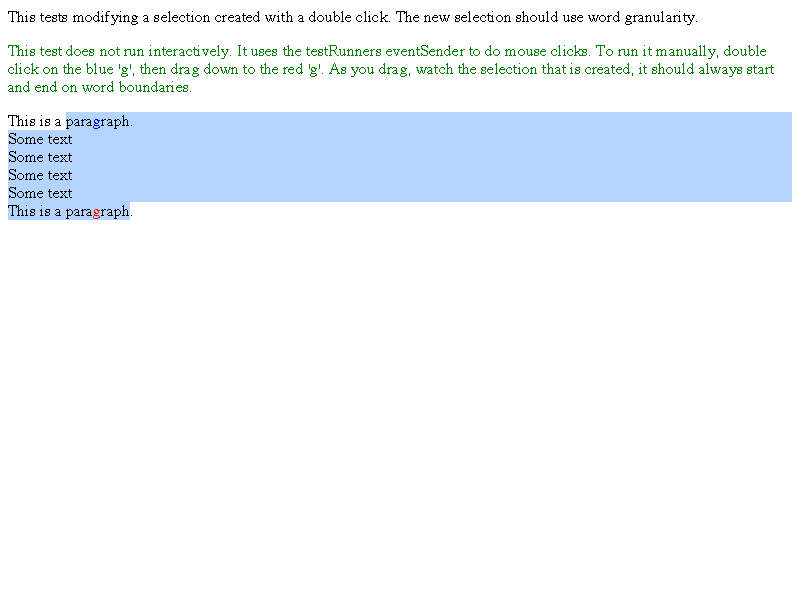 This tests modifying a selection created with a double click. The new selection should use word granularity.
This test does not run interactively. It uses the testRunners eventSender to do mouse clicks. To run it manually, double
click on the blue 'g', then drag down to the red 'g'. As you drag, watch the selection that is created, it should always start
and end on word boundaries.
This is a paragraph.
Some text
Some text
Some text
Some text
This is a paragraph.